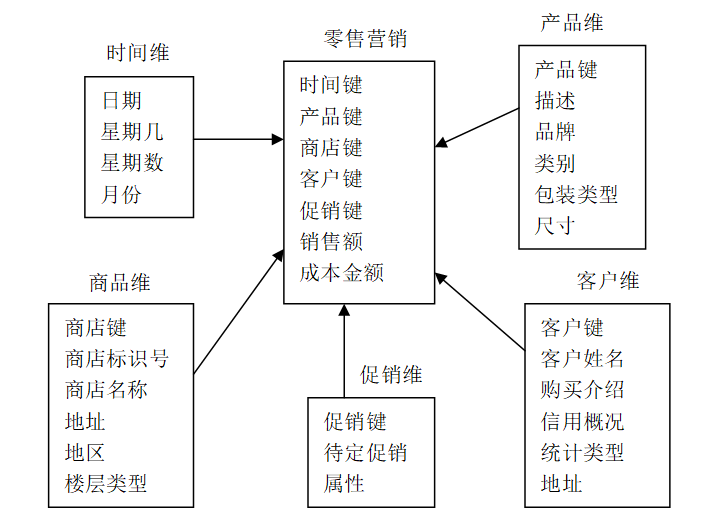 时间维
日期
星期几
星期数
月份
零售营销
时间键
产品键
商店键
客户键
促销键
销售额
成本金额
产品维
产品键
描述
品牌
类别
包装类型
尺寸
商品维
商店键
商店标识号
商店名称
地址
地区
楼层类型
促销维
促销键
待定促销
属性
客户维
客户键
客户姓名
购买介绍
信用概况
统计类型
地址